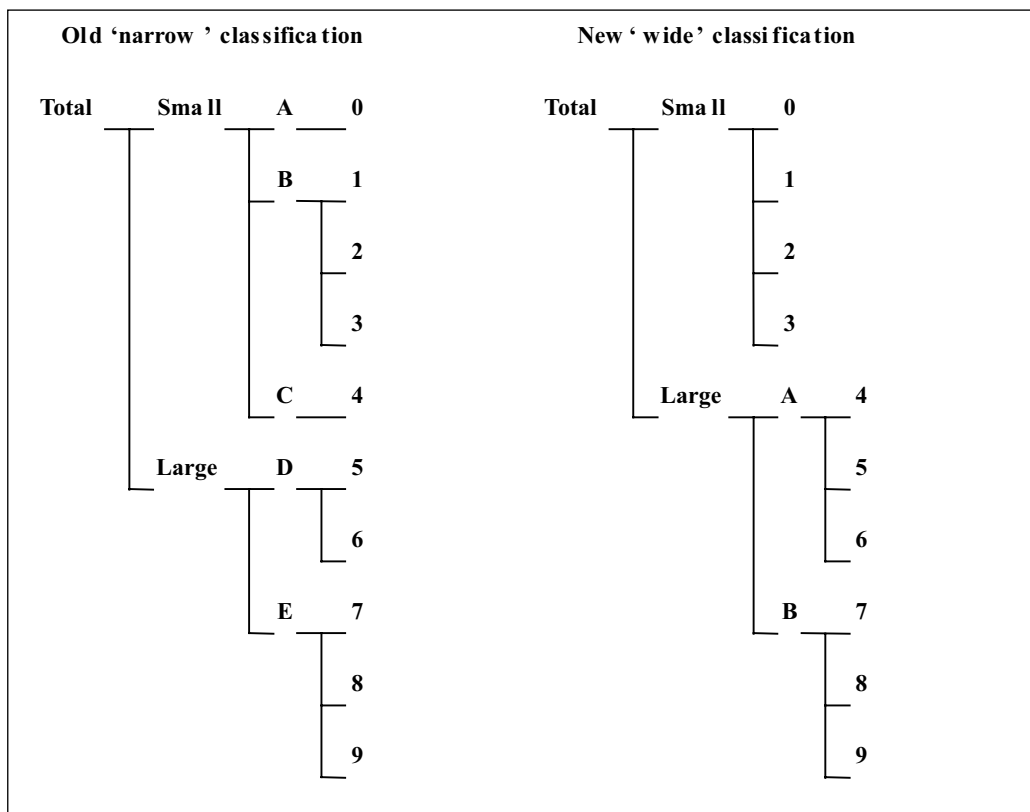 Old ‘narrow ’ classification New ‘ wide’ classification
Total Small A 0 Total Small 0
B 1 1
2 2
3 3
C 4 Large A 4
Large D 5 5
6 6
E 7 B 7
8 8
9 9